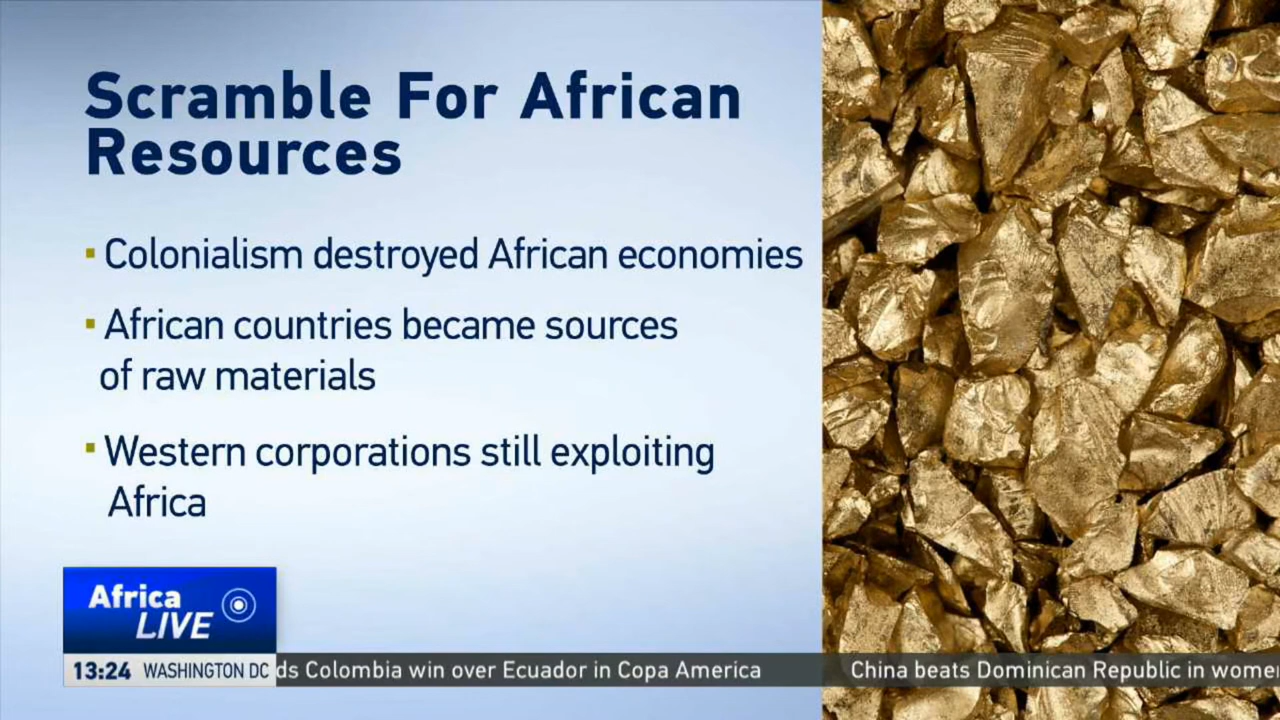 Scramble For African
Resources
▪ Colonialism destroyed African economies
▪ African countries became sources
of raw materials
▪ Western corporations still exploiting
Africa
Africa
LIVE
13:24 WASHINGTON DC ds Colombia win over Ecuador in Copa America China beats Dominican Republic in